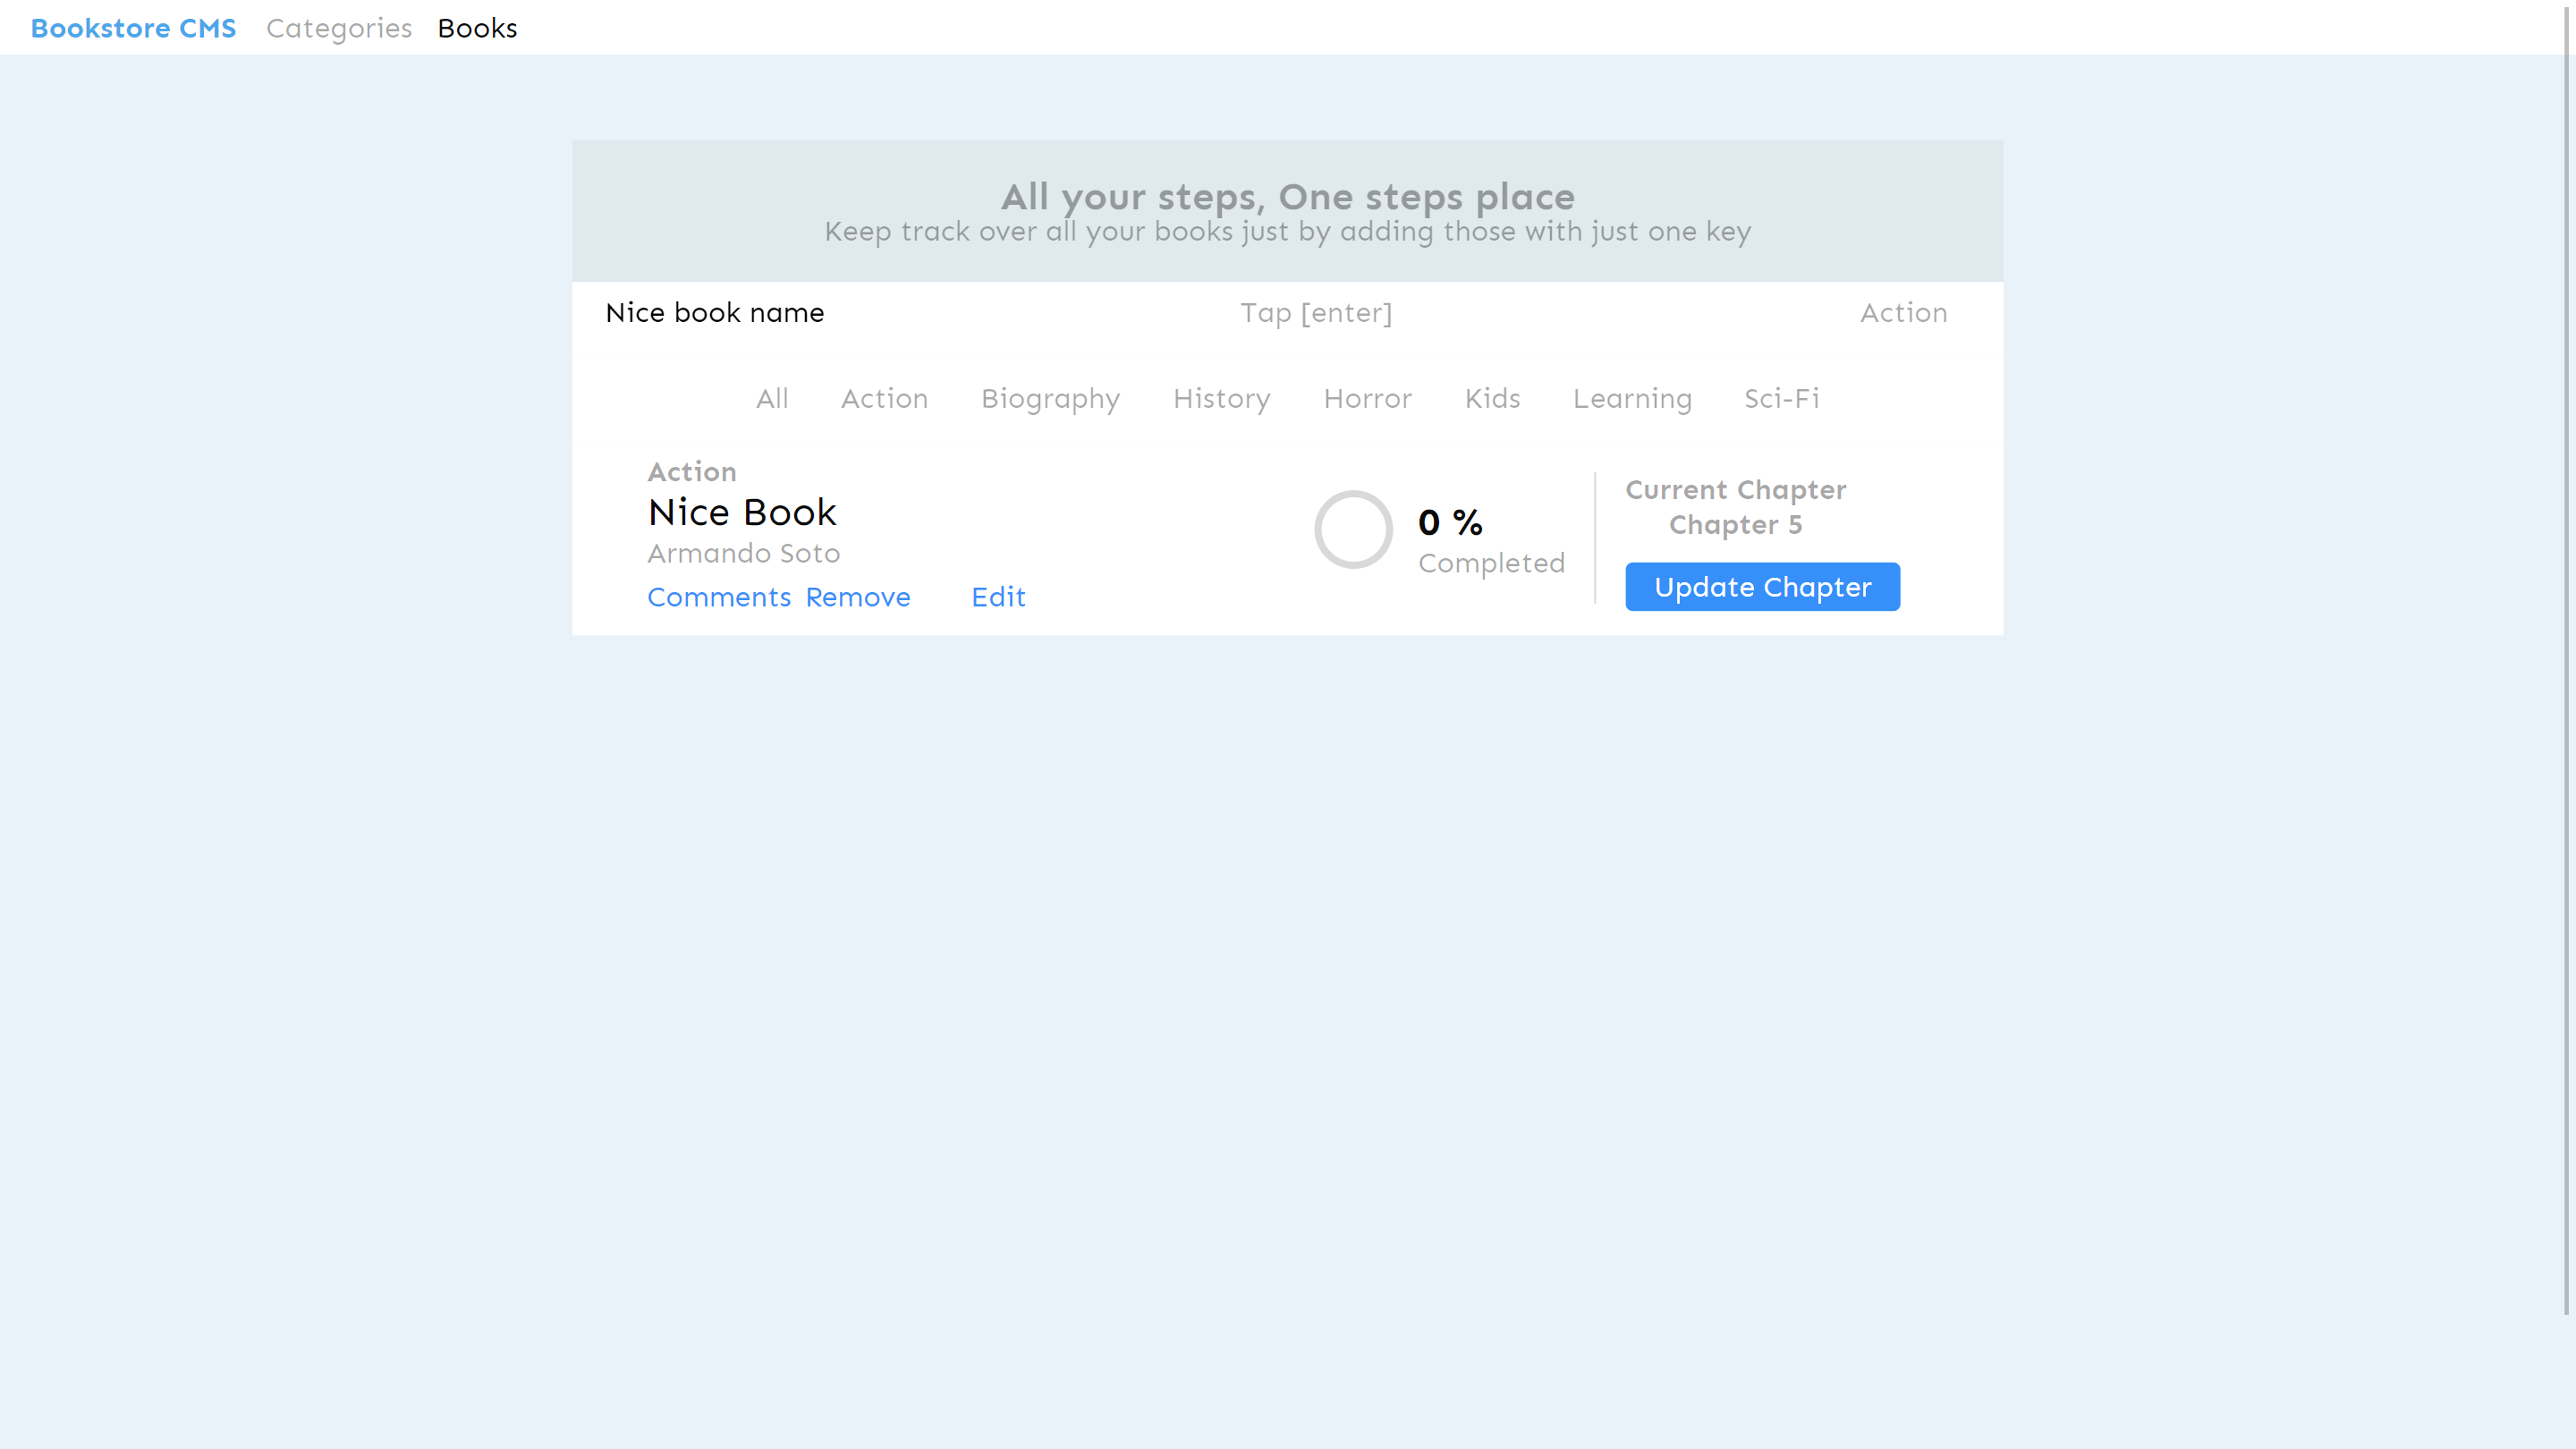 Bookstore CMS Categories Books
All your steps, One steps place
Keep track over all your books just by adding those with just one key
Nice book name Tap [enter] Action
All Action Biography History Horror Kids Learning Sci-Fi
Action
Nice Book
Armando Soto
Comments Remove Edit
0 %
Completed
Current Chapter
Chapter 5
Update Chapter